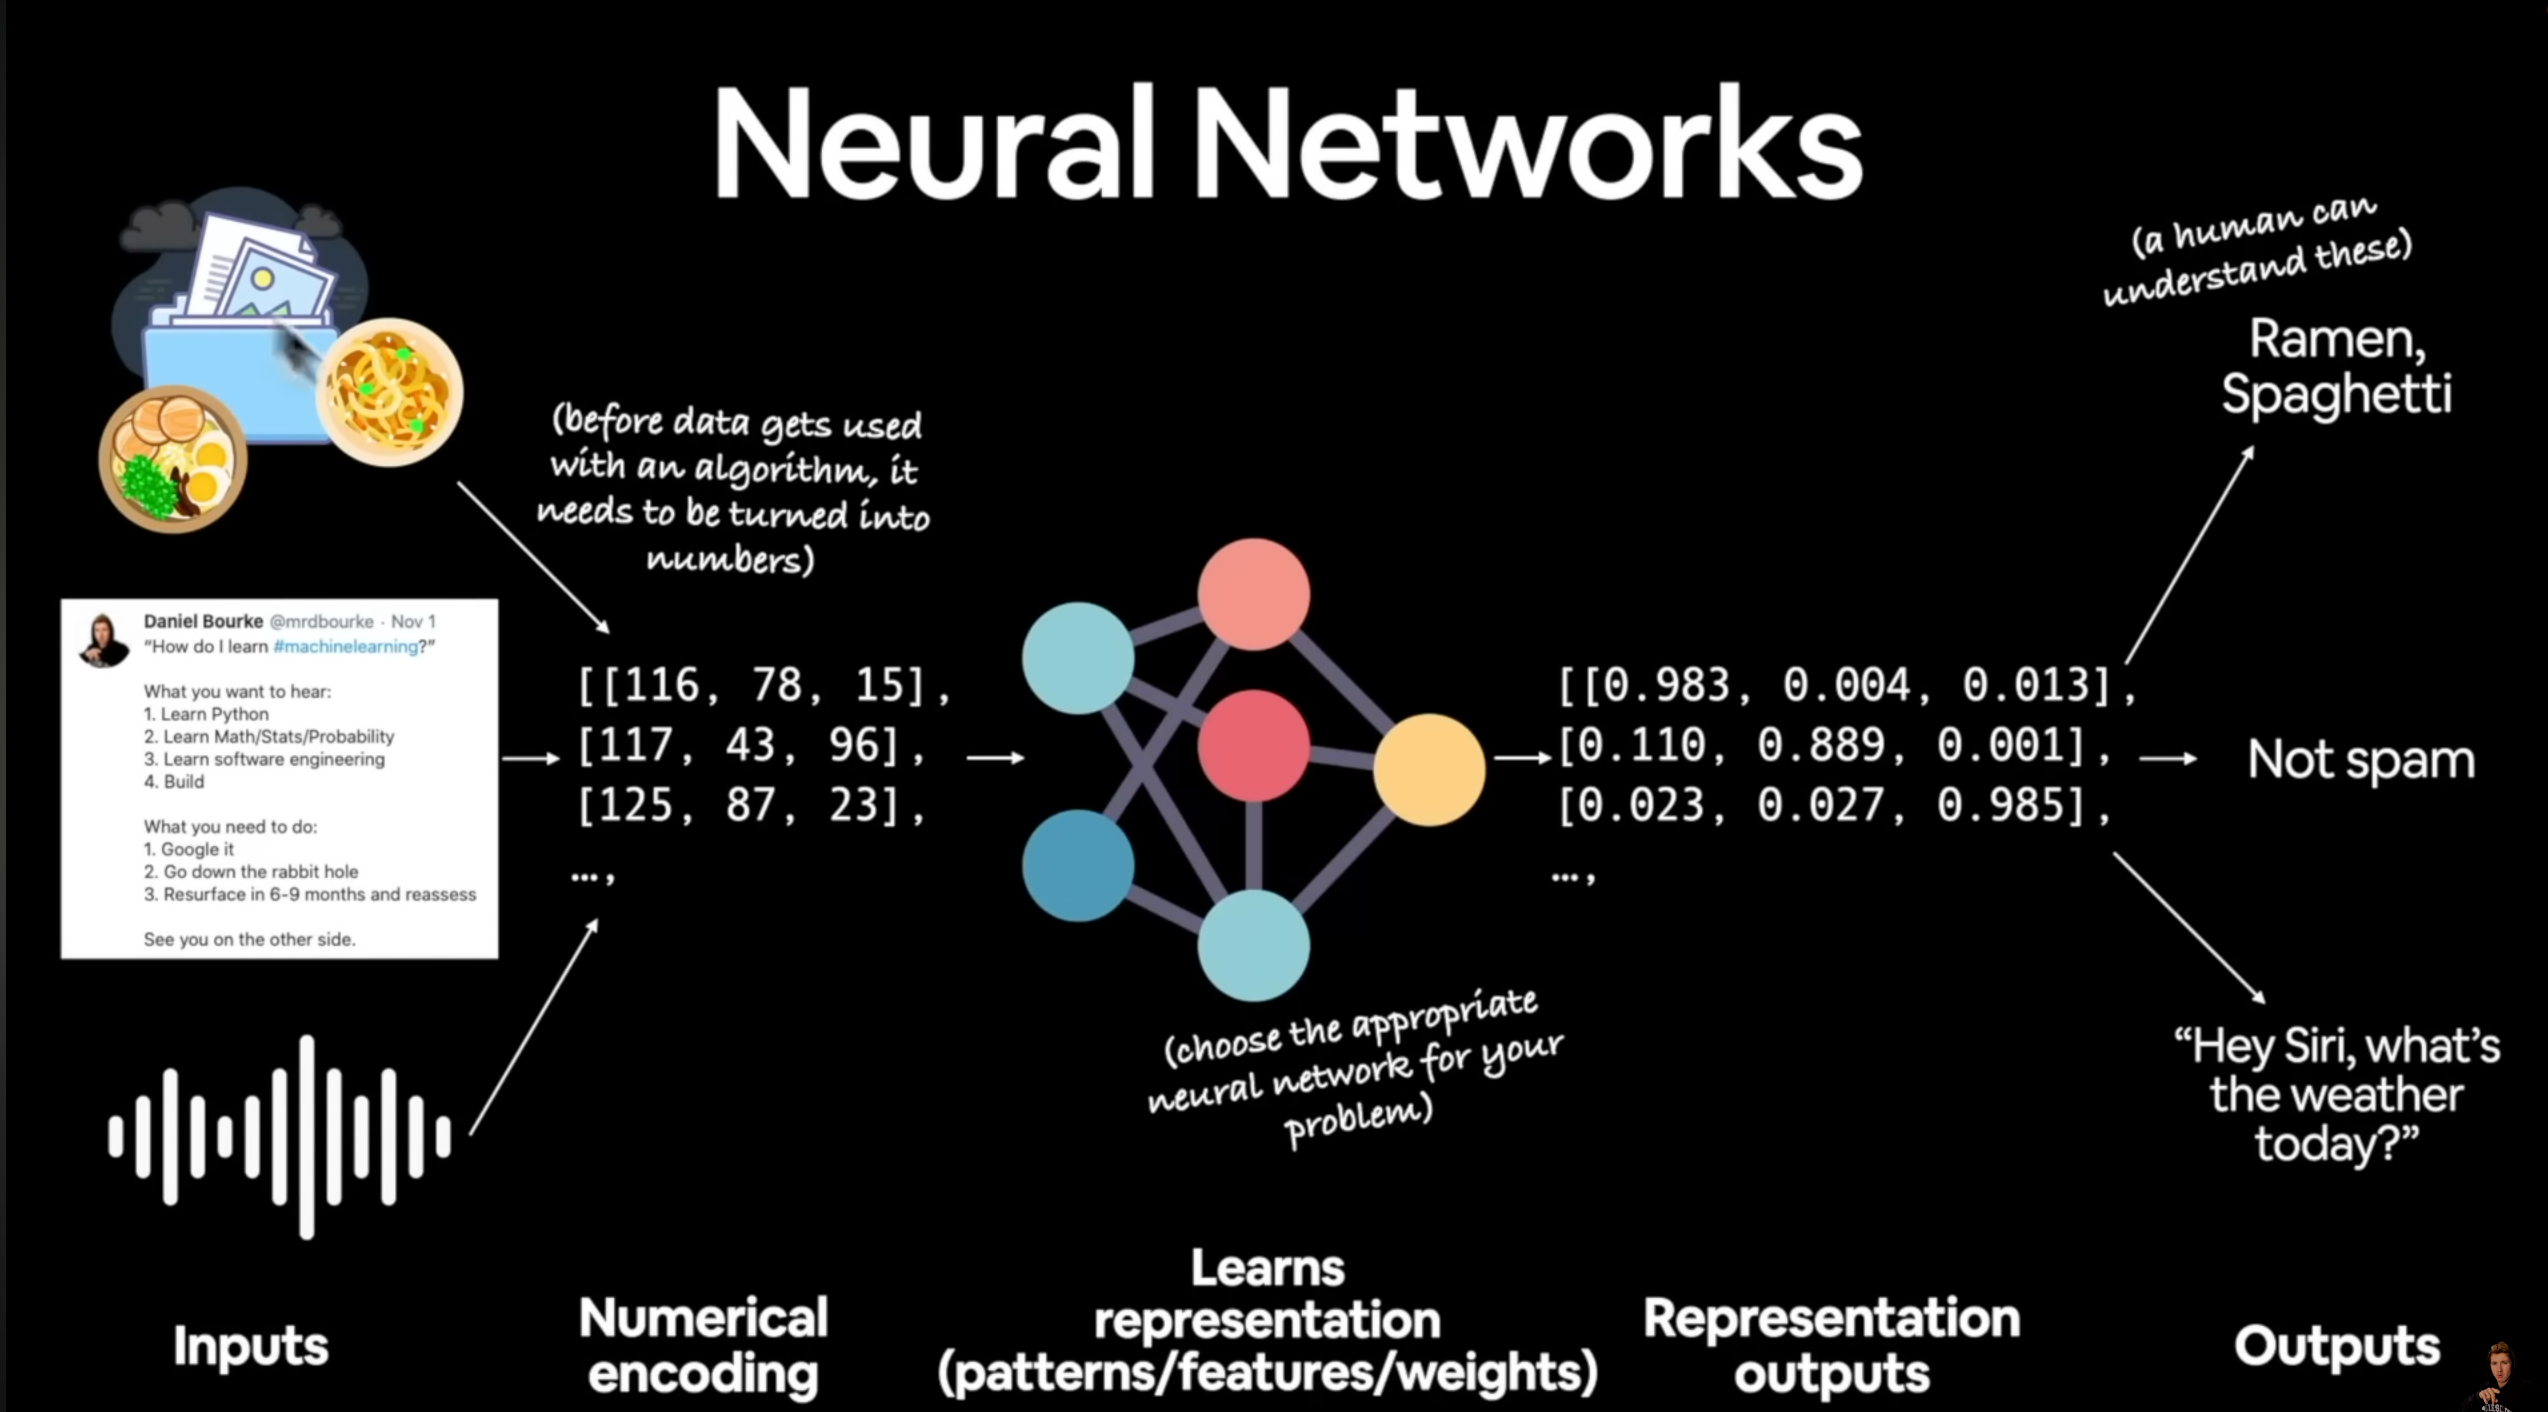 Neural Networks
(a human can
understand these)
Ramen,
Spaghetti
(before data gets used
with an algorithm, it
needs to be turned into
numbers)
Daniel Bourke @mrdbourke · Nov 1
“How do I learn #machinelearning?”
What you want to hear:
1. Learn Python
2. Learn Math/Stats/Probability
3. Learn software engineering
4. Build
What you need to do:
1. Google it
2. Go down the rabbit hole
3. Resurface in 6-9 months and reassess
See you on the other side.
[[116, 78, 15],
[117, 43, 96],
[125, 87, 23],
…,
[[0.983, 0.004, 0.013],
[0.110, 0.889, 0.001],
[0.023, 0.027, 0.985],
…,
Not spam
(choose the appropriate
neural network for your
problem)
“Hey Siri, what’s
the weather
today?”
Inputs
Numerical
encoding
Learns
representation
(patterns/features/weights)
Representation
outputs
Outputs